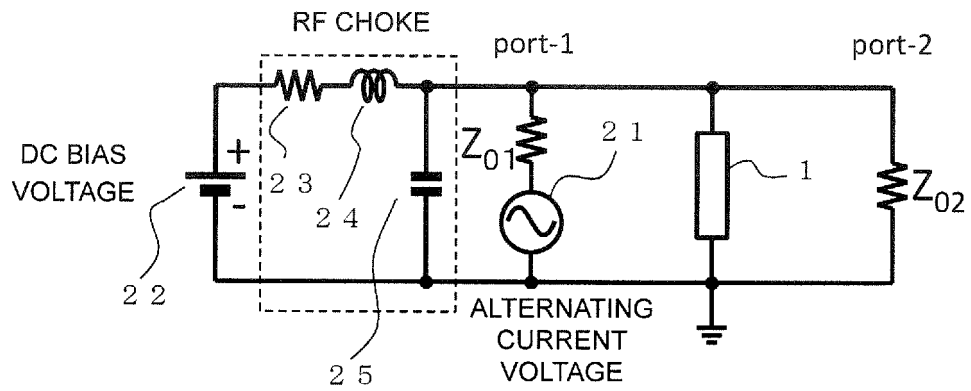 RF CHOKE
port-1
port-2
DC BIAS
VOLTAGE
+
-
23
24
25
22
Z01
21
1
Z02
ALTERNATING
CURRENT
VOLTAGE